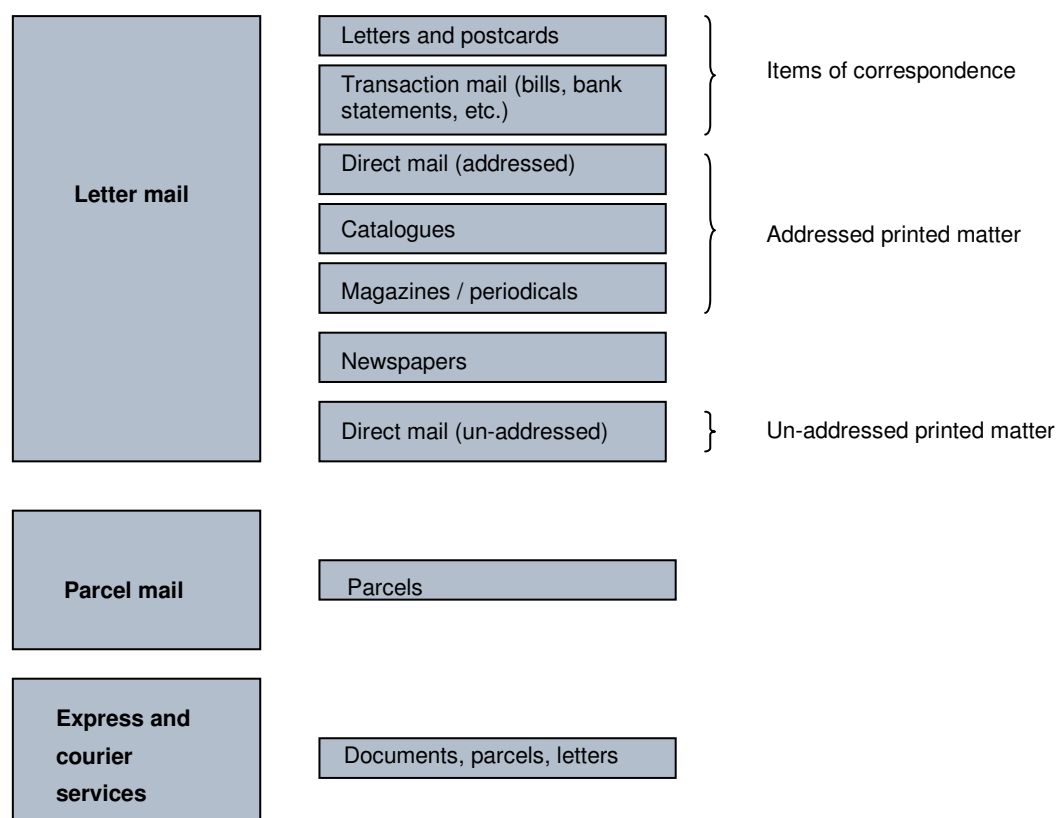 Letter mail
Letters and postcards
Transaction mail (bills, bank
statements, etc.)
Items of correspondence
Direct mail (addressed)
Catalogues
Magazines / periodicals
Addressed printed matter
Newspapers
Direct mail (un-addressed)
Un-addressed printed matter
Parcel mail
Parcels
Express and
courier
services
Documents, parcels, letters